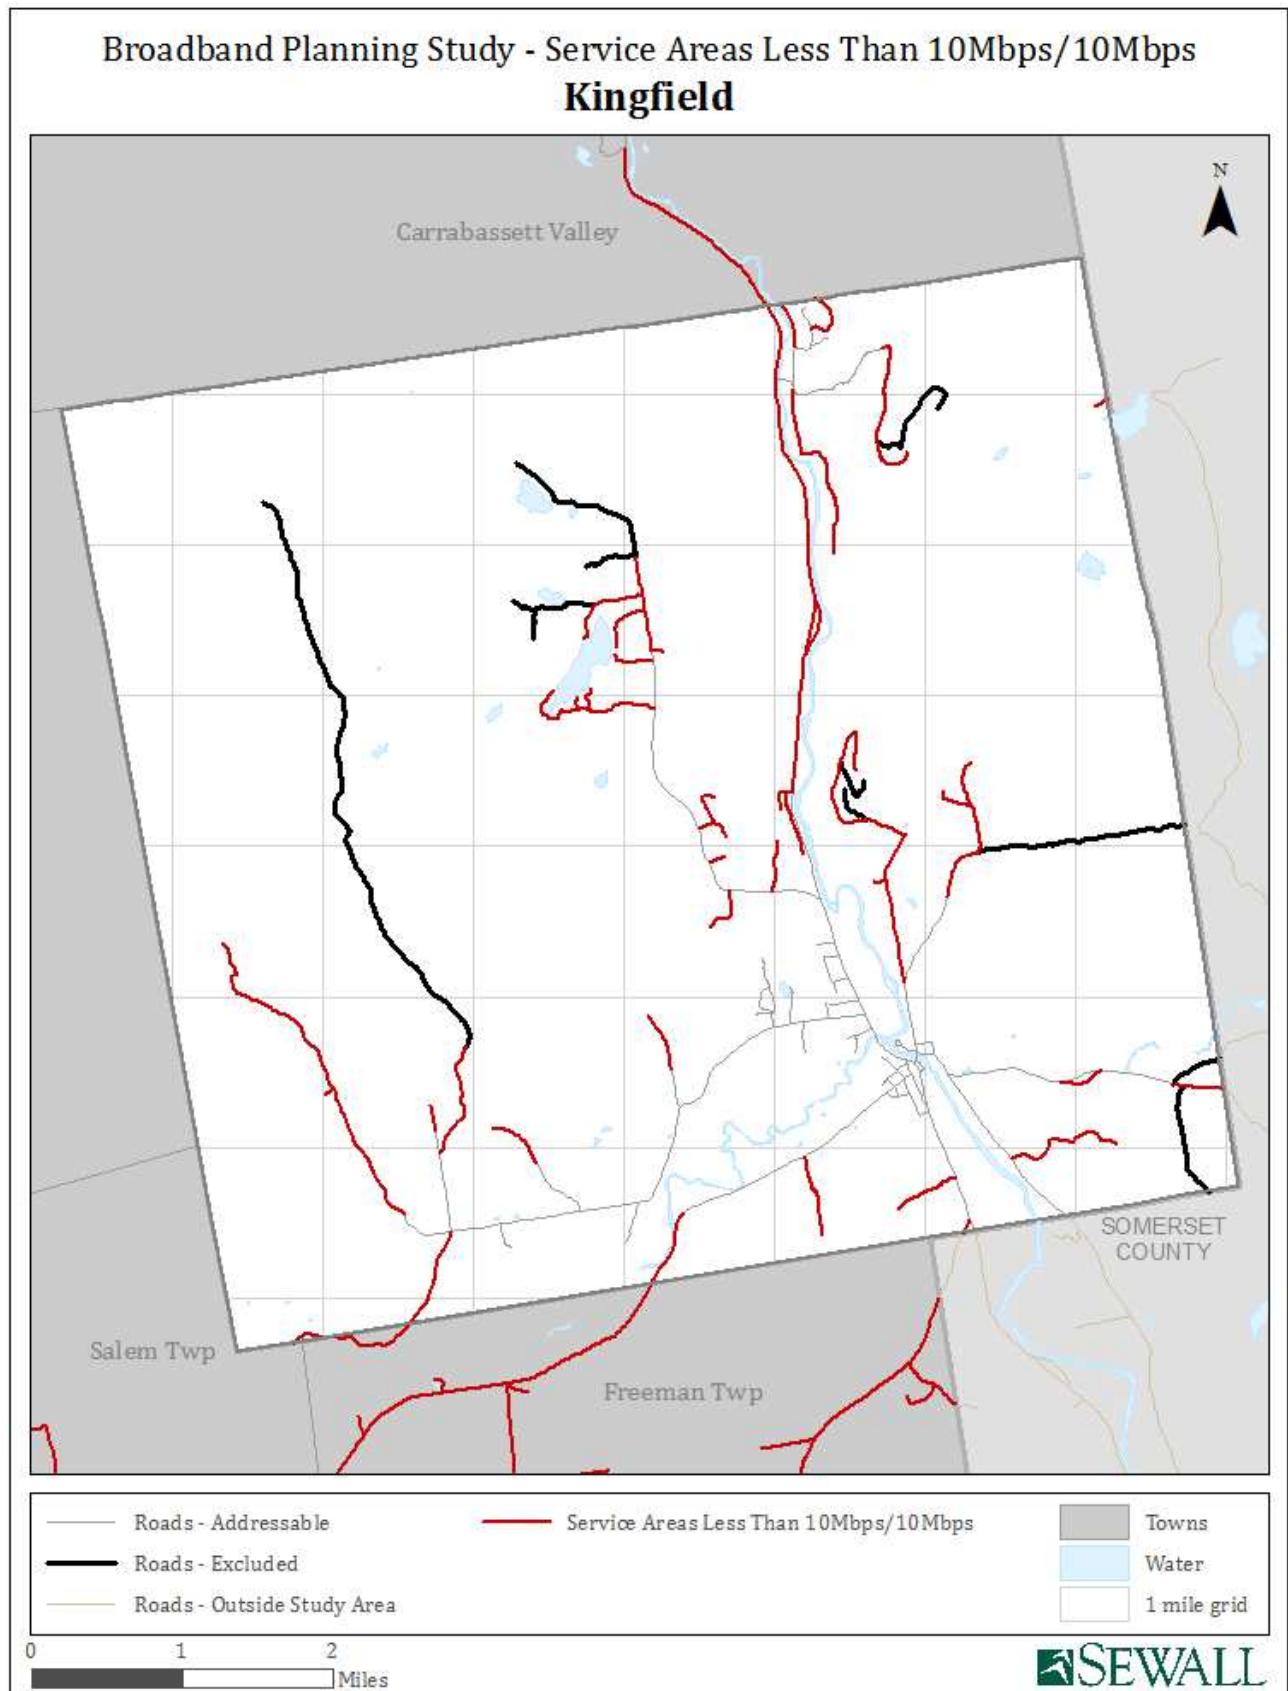 Broadband Planning Study - Service Areas Less Than 10Mbps/10Mbps
Kingfield
N
Carrabassett Valley
SOMERSET
COUNTY
Salem Twp
Freeman Twp
Roads - Addressable
Service Areas Less Than 10Mbps/10Mbps
Towns
Roads - Excluded
Water
Roads - Outside Study Area
1 mile grid
0 1 2
Miles
SEWALL